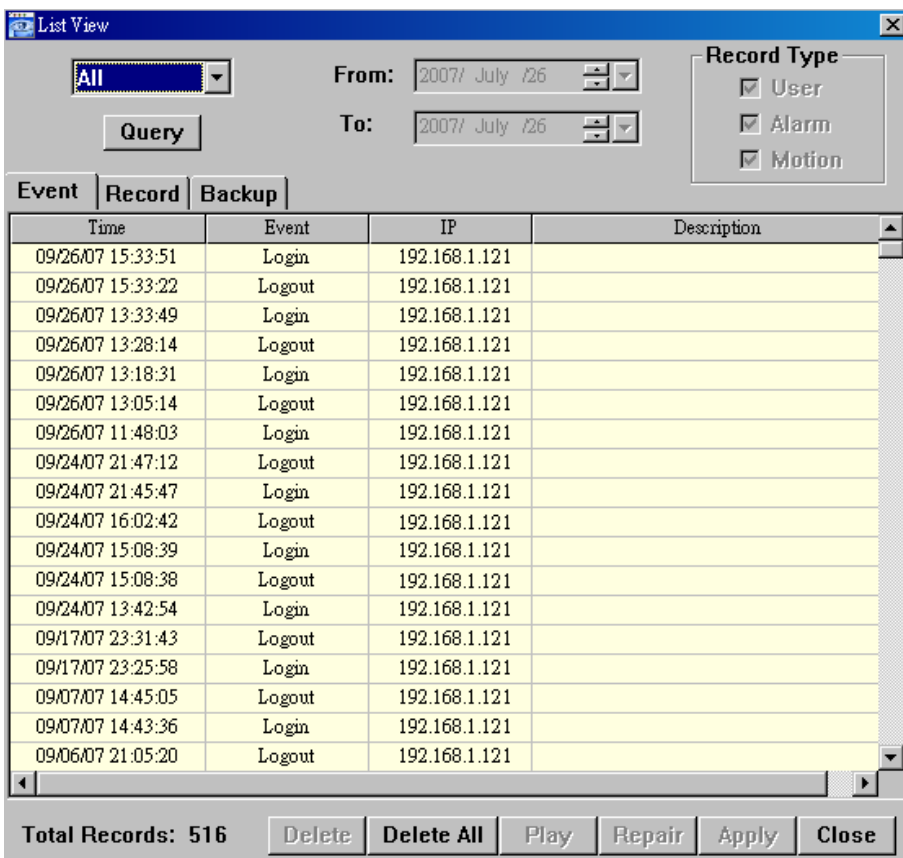 List View
All
From: 2007/ July /26
Record Type
User
Query
To: 2007/ July /26
Alarm
Motion
Event Record Backup
Time Event IP Description
09/26/07 15:33:51 Login 192.168.1.121
09/26/07 15:33:22 Logout 192.168.1.121
09/26/07 13:33:49 Login 192.168.1.121
09/26/07 13:28:14 Logout 192.168.1.121
09/26/07 13:18:31 Login 192.168.1.121
09/26/07 13:05:14 Logout 192.168.1.121
09/26/07 11:48:03 Login 192.168.1.121
09/24/07 21:47:12 Logout 192.168.1.121
09/24/07 21:45:47 Login 192.168.1.121
09/24/07 16:02:42 Logout 192.168.1.121
09/24/07 15:08:39 Login 192.168.1.121
09/24/07 15:08:38 Logout 192.168.1.121
09/24/07 13:42:54 Login 192.168.1.121
09/17/07 23:31:43 Logout 192.168.1.121
09/17/07 23:25:58 Login 192.168.1.121
09/07/07 14:45:05 Logout 192.168.1.121
09/07/07 14:43:36 Login 192.168.1.121
09/06/07 21:05:20 Logout 192.168.1.121
Total Records: 516 Delete Delete All Play Repair Apply Close